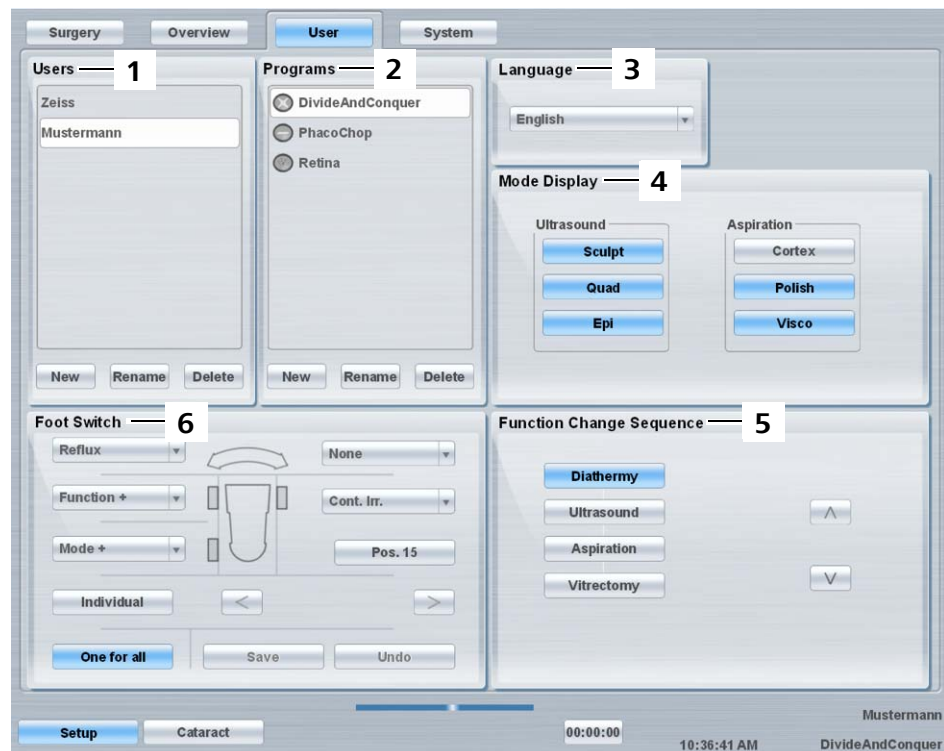 Surgery Overview User System
Users 1
Zeiss
Mustermann
New Rename Delete
Programs 2
DivideAndConquer
PhacoChop
Retina
New Rename Delete
Language 3
English
Mode Display 4
Ultrasound
Sculpt
Quad
Epi
Aspiration
Cortex
Polish
Visco
Foot Switch 6
Reflux None
Function + Cont. Irr.
Mode + Pos. 15
Individual < >
One for all Save Undo
Function Change Sequence 5
Diathermy
Ultrasound
Aspiration
Vitrectomy
Setup Cataract 00:00:00
10:36:41 AM
Mustermann
DivideAndConquer